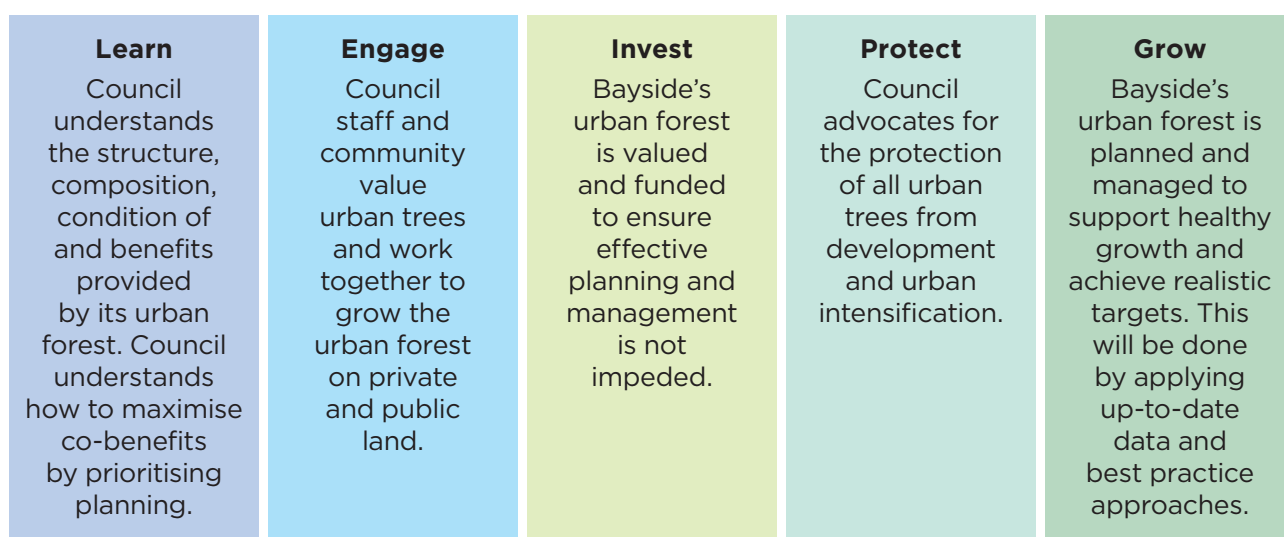 Learn
Council
understands
the structure,
composition,
condition of
and benefits
provided
by its urban
forest. Council
understands
how to maximise
co-benefits
by prioritising
planning.
Engage
Council
staff and
community
value
urban trees
and work
together to
grow the
urban forest
on private
and public
land.
Invest
Bayside's
urban forest
is valued
and funded
to ensure
effective
planning and
management
is not
impeded.
Protect
Council
advocates for
the protection
of all urban
trees from
development
and urban
intensification.
Grow
Bayside's
urban forest is
planned and
managed to
support healthy
growth and
achieve realistic
targets. This
will be done
by applying
up-to-date
data and
best practice
approaches.